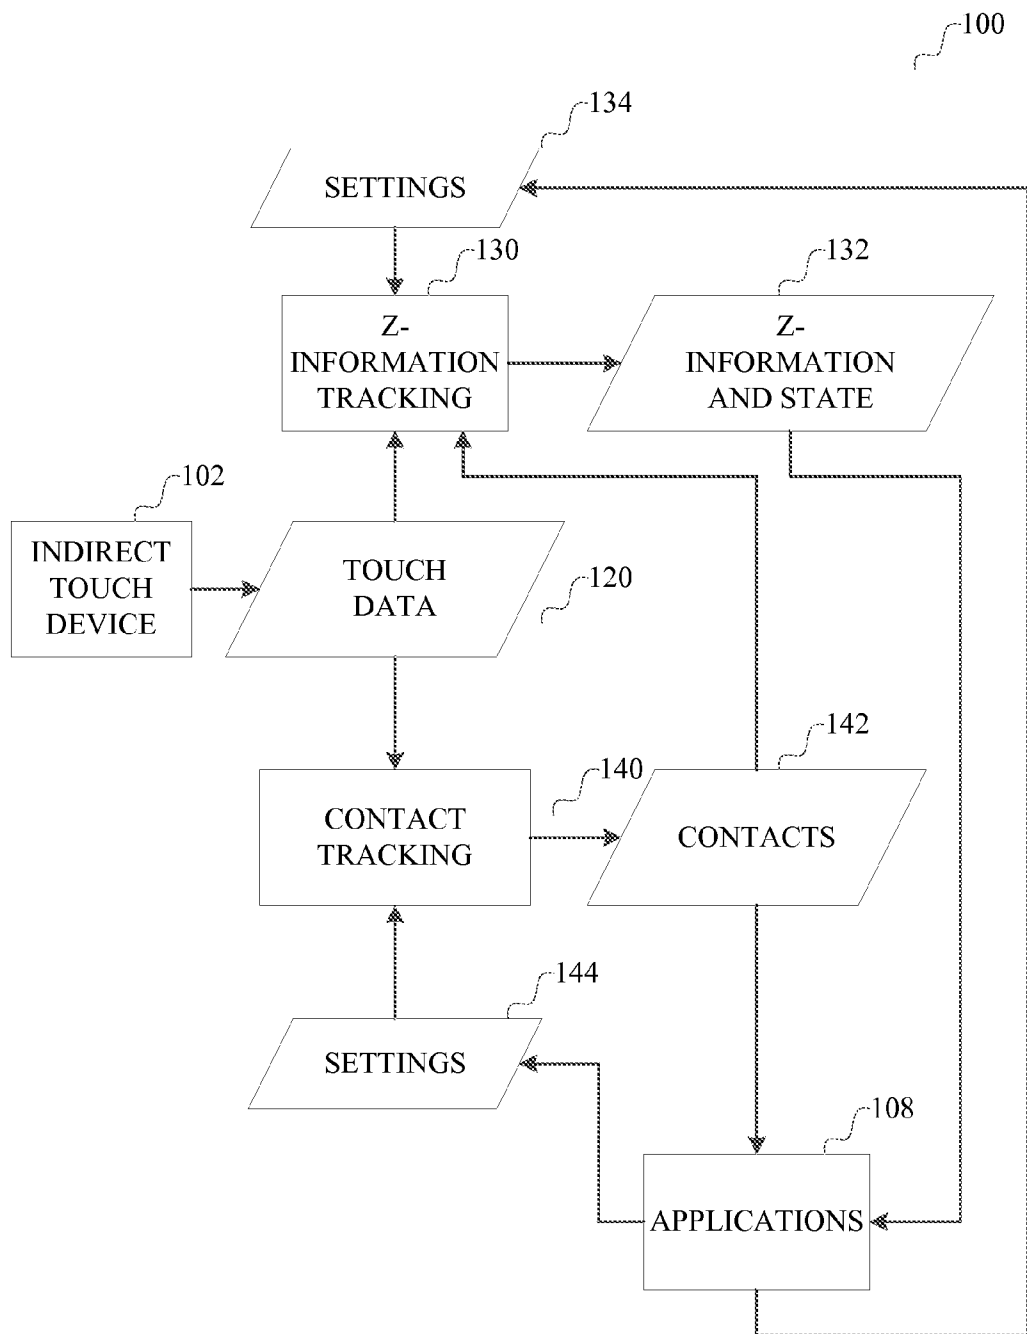 100
134
SETTINGS
130
132
Z-
INFORMATION
TRACKING
Z-
INFORMATION
AND STATE
102
INDIRECT
TOUCH
DEVICE
TOUCH
DATA
120
142
140
CONTACT
TRACKING
CONTACTS
144
SETTINGS
108
APPLICATIONS